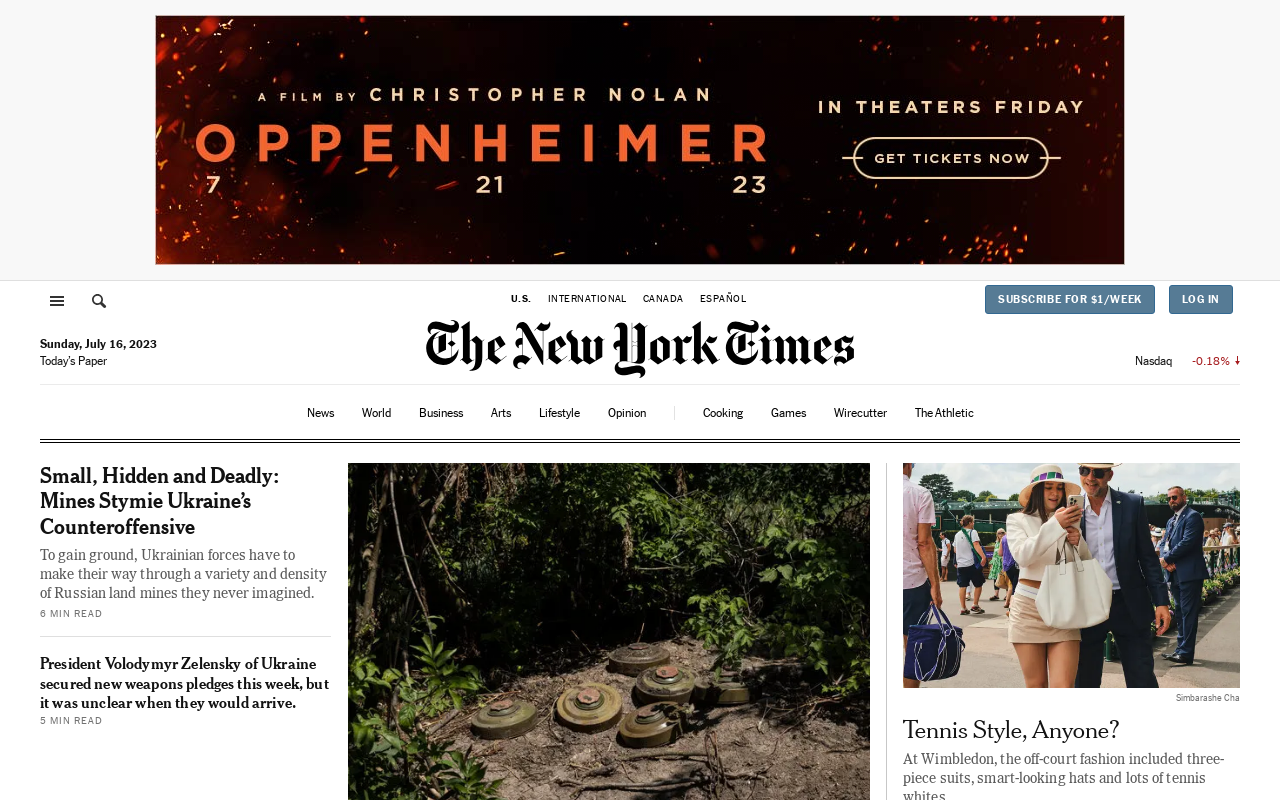 A FILM BY CHRISTOPHER NOLAN
OPPENHEIMER
7 21 23
IN THEATERS FRIDAY
GET TICKETS NOW
U.S. INTERNATIONAL CANADA ESPAÑOL
SUBSCRIBE FOR $1/WEEK
LOG IN
The New York Times
Sunday, July 16, 2023
Today's Paper
Nasdaq -0.18%
News World Business Arts Lifestyle Opinion Cooking Games Wirecutter The Athletic
Small, Hidden and Deadly:
Mines Stymie Ukraine’s
Counteroffensive
To gain ground, Ukrainian forces have to
make their way through a variety and density
of Russian land mines they never imagined.
6 MIN READ
President Volodymyr Zelensky of Ukraine
secured new weapons pledges this week, but
it was unclear when they would arrive.
5 MIN READ
Simbarashe Cha
Tennis Style, Anyone?
At Wimbledon, the off-court fashion included three-
piece suits, smart-looking hats and lots of tennis
whites.